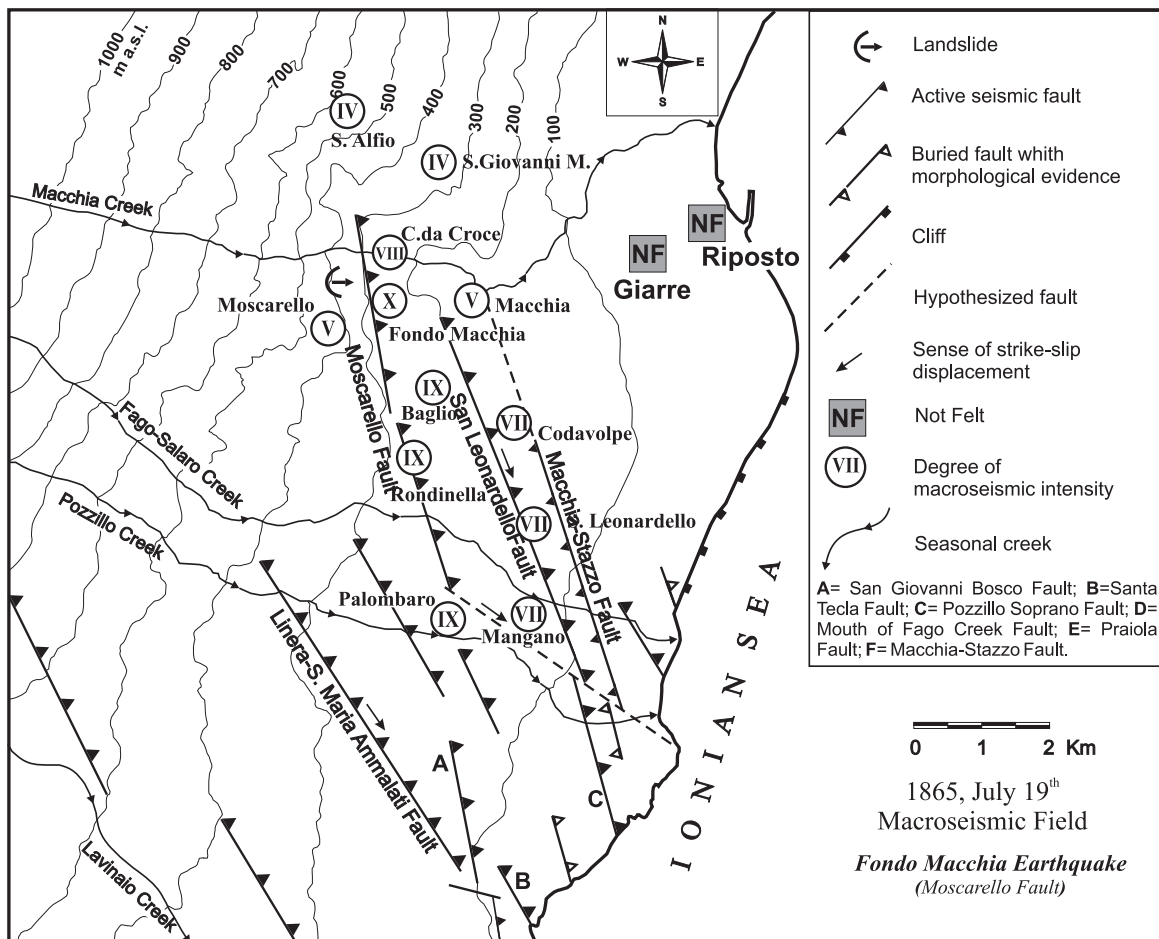 1000
m a.s.l.
900
800
700
600
500
400
300
200
100
N
W
E
S
IV
S. Alfio
IV
S.Giovanni M.
Macchia Creek
C.da Croce
VIII
NF
Riposto
NF
Giarre
Moscarello
V
X
Fondo Macchia
V
Macchia
Moscarello Fault
IX
Baglio
San Leonardello Fault
VII
Codavolpe
Macchia-Stazzo Fault
Fago-Salaro Creek
IX
Rondinella
Pozzillo Creek
VII
. Leonardello
Palombaro
IX
VII
Mangano
Linera-S. Maria Ammalati Fault
A
C
B
Lavinaio Creek
IONIAN SEA
Landslide
Active seismic fault
Buried fault whith
morphological evidence
Cliff
Hypothesized fault
Sense of strike-slip
displacement
NF
Not Felt
VII
Degree of
macroseismic intensity
Seasonal creek
A= San Giovanni Bosco Fault; B=Santa
Tecla Fault; C= Pozzillo Soprano Fault; D=
Mouth of Fago Creek Fault; E= Praiola
Fault; F= Macchia-Stazzo Fault.
0 1 2 Km
1865, July 19th
Macroseismic Field
Fondo Macchia Earthquake
(Moscarello Fault)